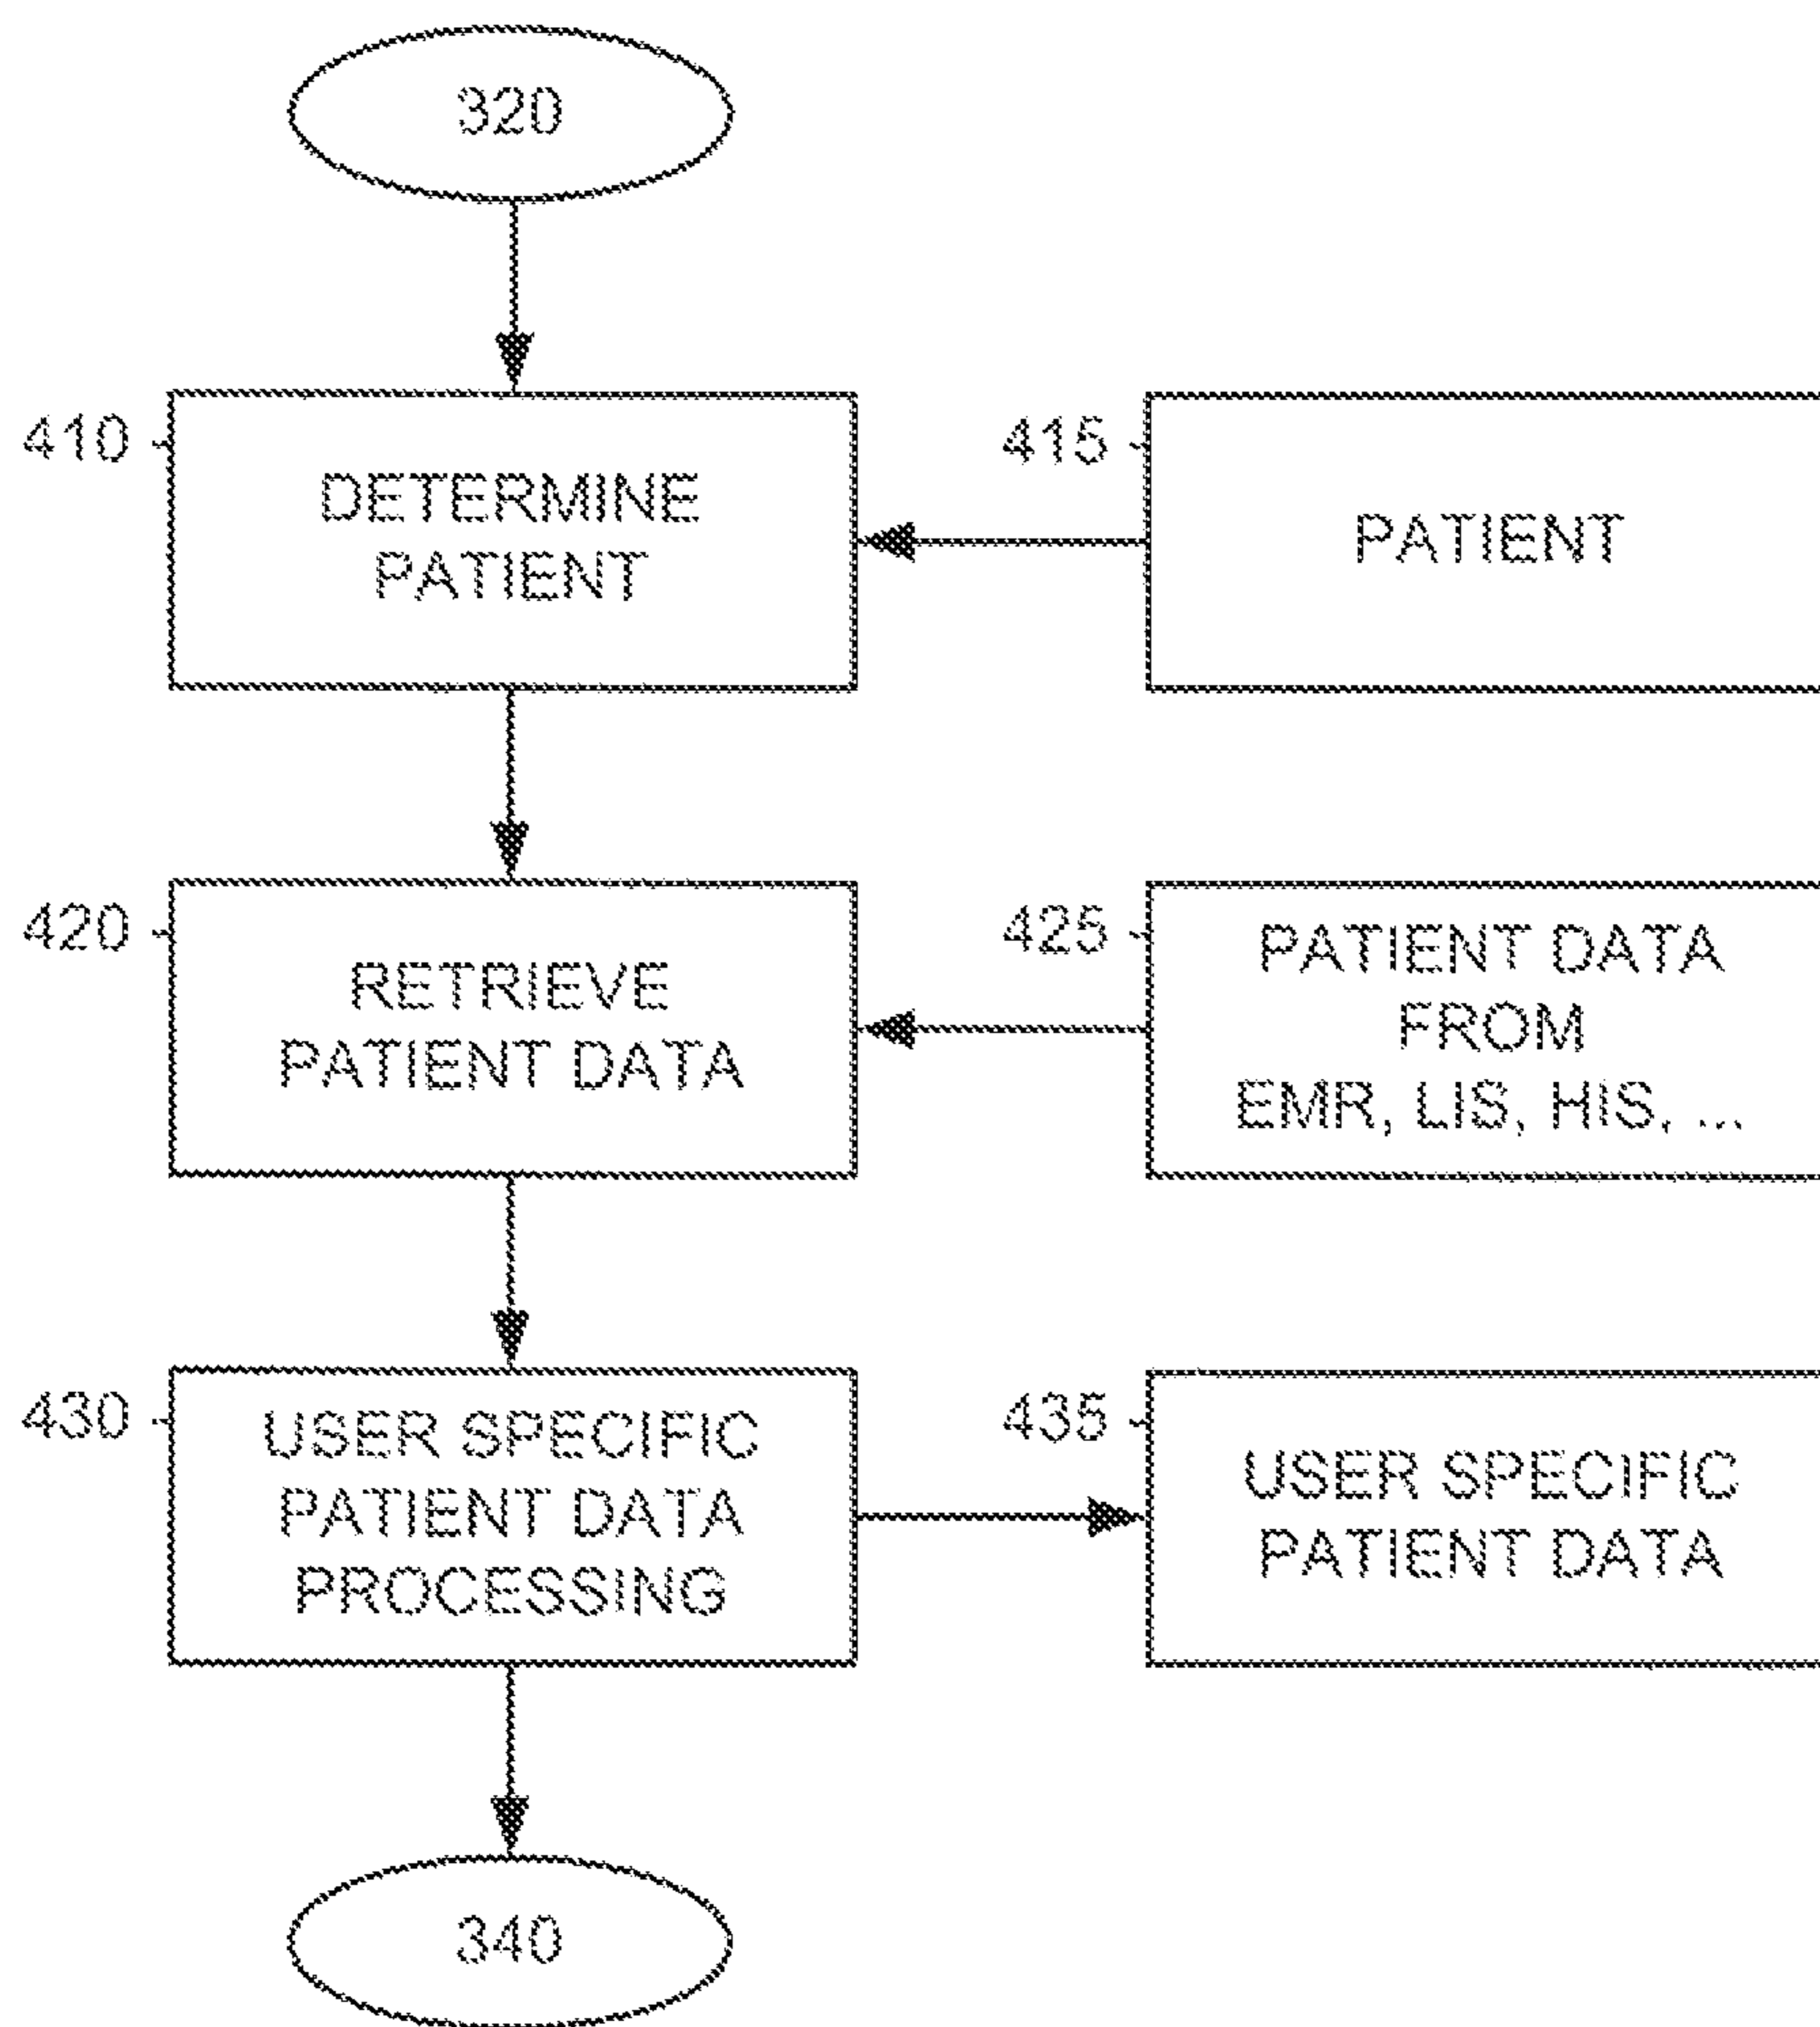 320
410
DETERMINE
PATIENT
415
PATIENT
420
RETRIEVE
PATIENT DATA
425
PATIENT DATA
FROM
EMR, LIS, HIS, ...
430
USER SPECIFIC
PATIENT DATA
PROCESSING
435
USER SPECIFIC
PATIENT DATA
340